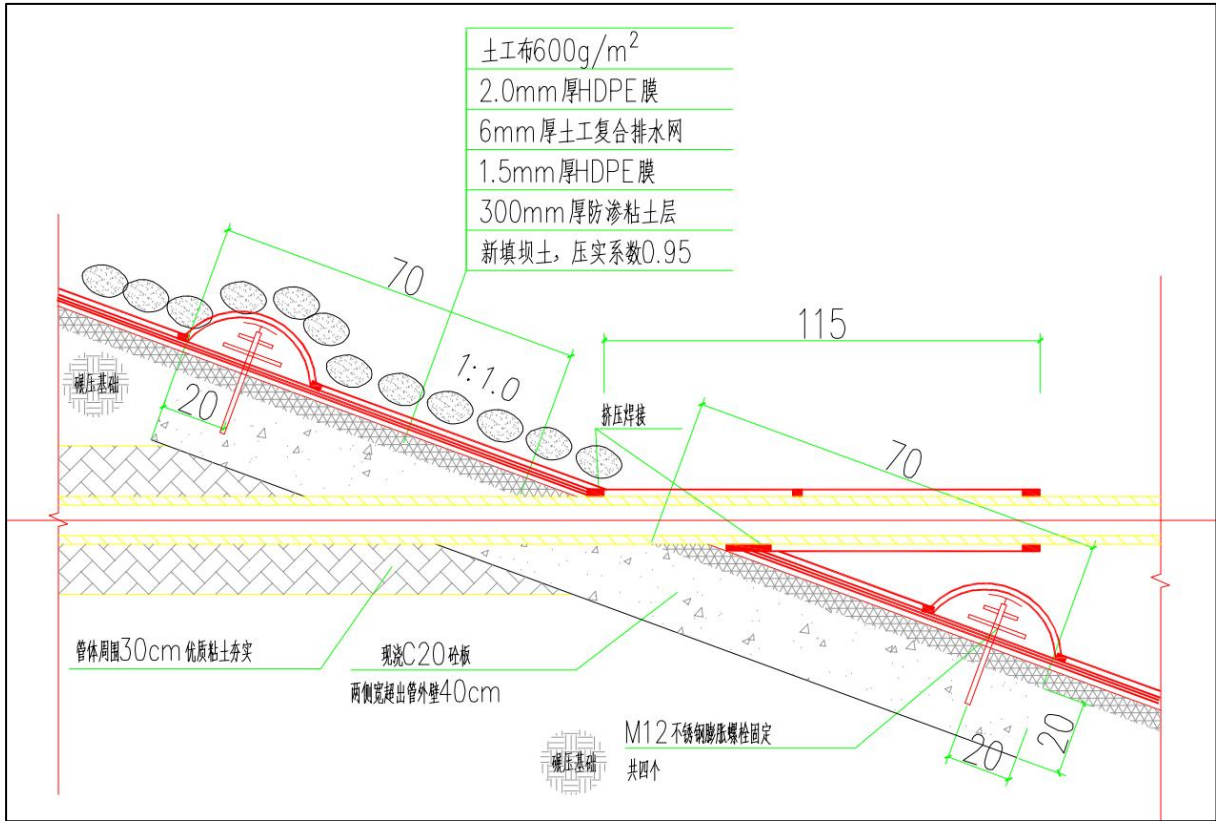 土工布600g/m²
2.0mm厚HDPE膜
6mm厚土工复合排水网
1.5mm厚HDPE膜
300mm厚防渗粘土层
新填坝土，压实系数0.95
70
115
1:1.0
碾压基础
20
挤压焊接
70
管体周围30cm优质粘土夯实
现浇C20砼板
两侧宽超出管外壁40cm
M12不锈钢膨胀螺栓固定
共四个
碾压基础
20
20